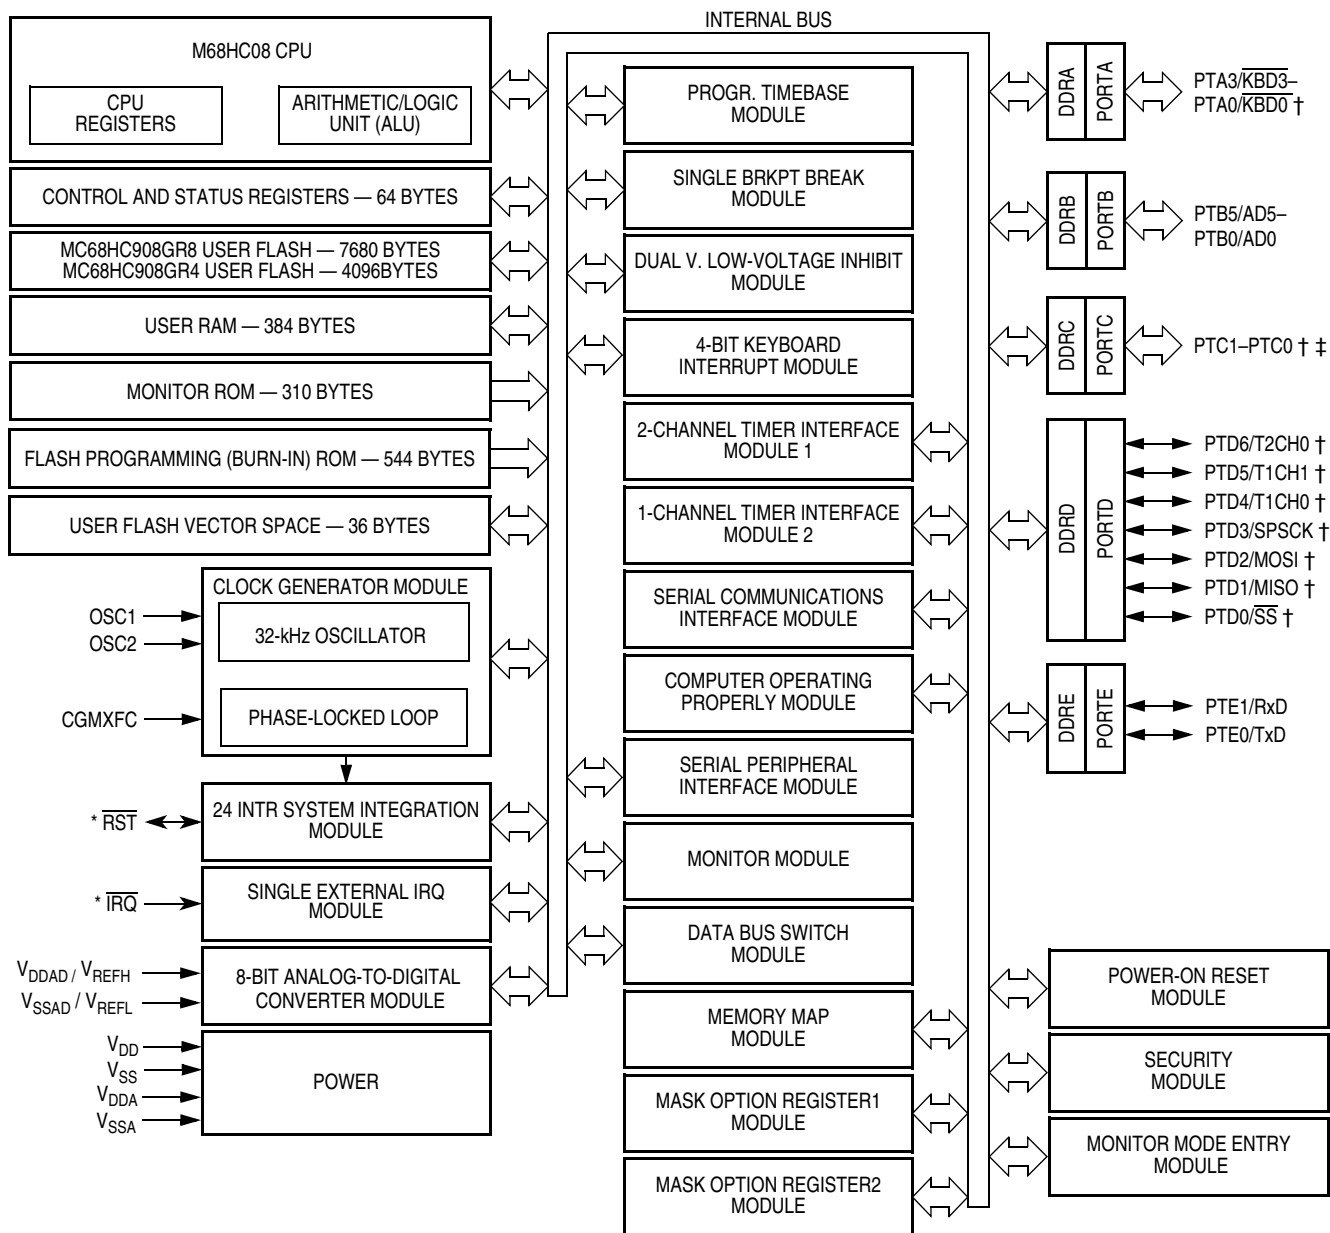 INTERNAL BUS
M68HC08 CPU
CPU
REGISTERS
ARITHMETIC/LOGIC
UNIT (ALU)
CONTROL AND STATUS REGISTERS — 64 BYTES
MC68HC908GR8 USER FLASH — 7680 BYTES
MC68HC908GR4 USER FLASH — 4096BYTES
USER RAM — 384 BYTES
MONITOR ROM — 310 BYTES
FLASH PROGRAMMING (BURN-IN) ROM — 544 BYTES
USER FLASH VECTOR SPACE — 36 BYTES
CLOCK GENERATOR MODULE
32-kHz OSCILLATOR
PHASE-LOCKED LOOP
OSC1
OSC2
CGMXFC
24 INTR SYSTEM INTEGRATION
MODULE
* R̅S̅T̅
SINGLE EXTERNAL IRQ
MODULE
* I̅R̅Q̅
8-BIT ANALOG-TO-DIGITAL
CONVERTER MODULE
VDDAD / VREFH
VSSAD / VREFL
POWER
VDD
VSS
VDDA
VSSA
PROGR. TIMEBASE
MODULE
SINGLE BRKPT BREAK
MODULE
DUAL V. LOW-VOLTAGE INHIBIT
MODULE
4-BIT KEYBOARD
INTERRUPT MODULE
2-CHANNEL TIMER INTERFACE
MODULE 1
1-CHANNEL TIMER INTERFACE
MODULE 2
SERIAL COMMUNICATIONS
INTERFACE MODULE
COMPUTER OPERATING
PROPERLY MODULE
SERIAL PERIPHERAL
INTERFACE MODULE
MONITOR MODULE
DATA BUS SWITCH
MODULE
MEMORY MAP
MODULE
MASK OPTION REGISTER1
MODULE
MASK OPTION REGISTER2
MODULE
DDRA
PORTA
PTA3/K̅B̅D̅3̅–
PTA0/K̅B̅D̅0̅ †
DDRB
PORTB
PTB5/AD5–
PTB0/AD0
DDRC
PORTC
PTC1–PTC0 † ‡
DDRD
PORTD
PTD6/T2CH0 †
PTD5/T1CH1 †
PTD4/T1CH0 †
PTD3/SPSCK †
PTD2/MOSI †
PTD1/MISO †
PTD0/S̅S̅ †
DDRE
PORTE
PTE1/RxD
PTE0/TxD
POWER-ON RESET
MODULE
SECURITY
MODULE
MONITOR MODE ENTRY
MODULE